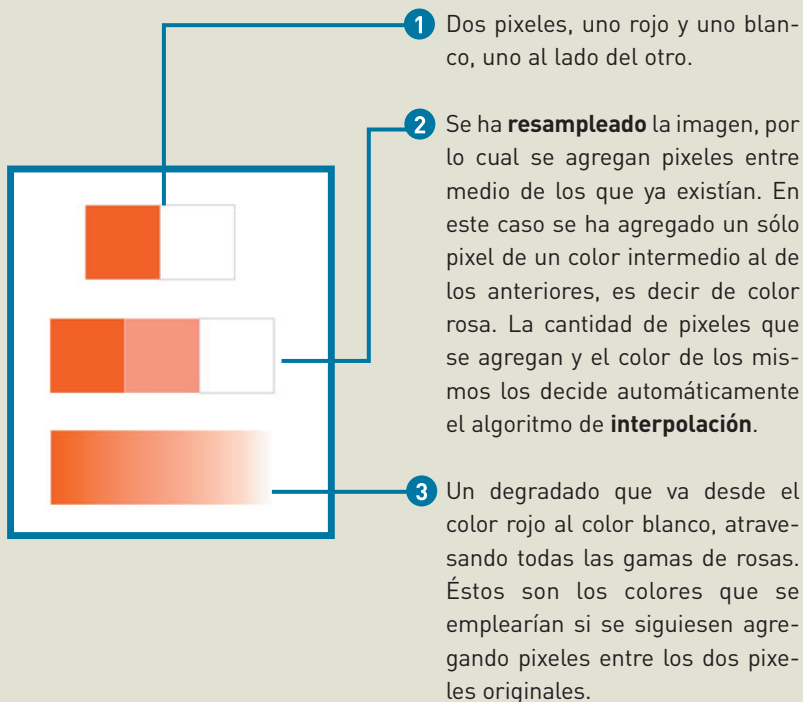 1 Dos pixeles, uno rojo y uno blan-
co, uno al lado del otro.
2 Se ha resampleado la imagen, por
lo cual se agregan pixeles entre
medio de los que ya existían. En
este caso se ha agregado un sólo
pixel de un color intermedio al de
los anteriores, es decir de color
rosa. La cantidad de pixeles que
se agregan y el color de los mis-
mos los decide automáticamente
el algoritmo de interpolación.
3 Un degradado que va desde el
color rojo al color blanco, atrave-
sando todas las gamas de rosas.
Éstos son los colores que se
emplearían si se siguiesen agre-
gando pixeles entre los dos pixe-
les originales.